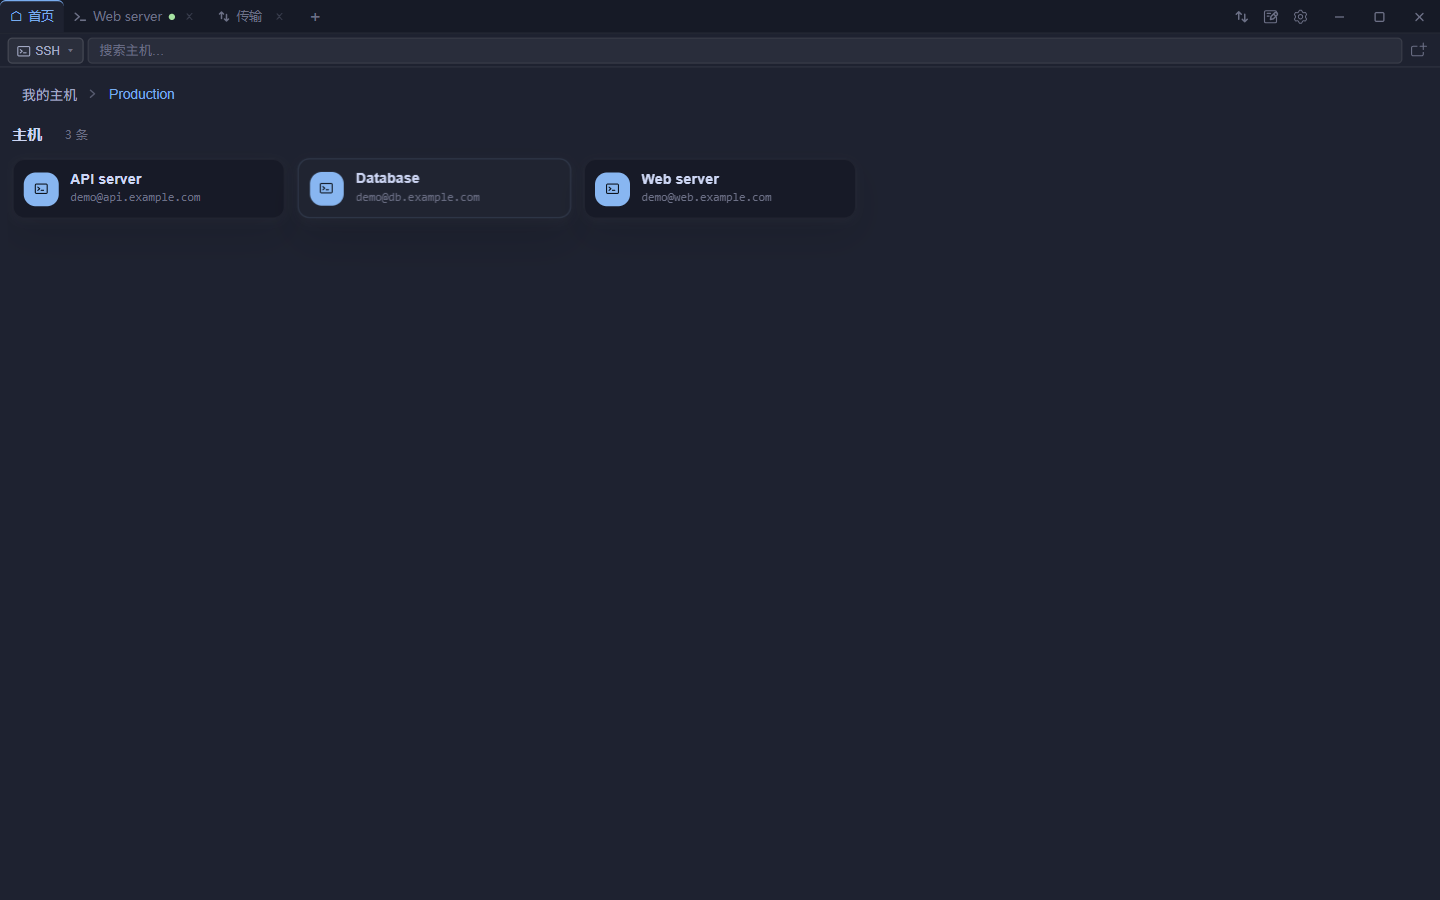 首页 Web server 传输
SSH 搜索主机...
我的主机 > Production
主机 3 条
API server
demo@api.example.com
Database
demo@db.example.com
Web server
demo@web.example.com